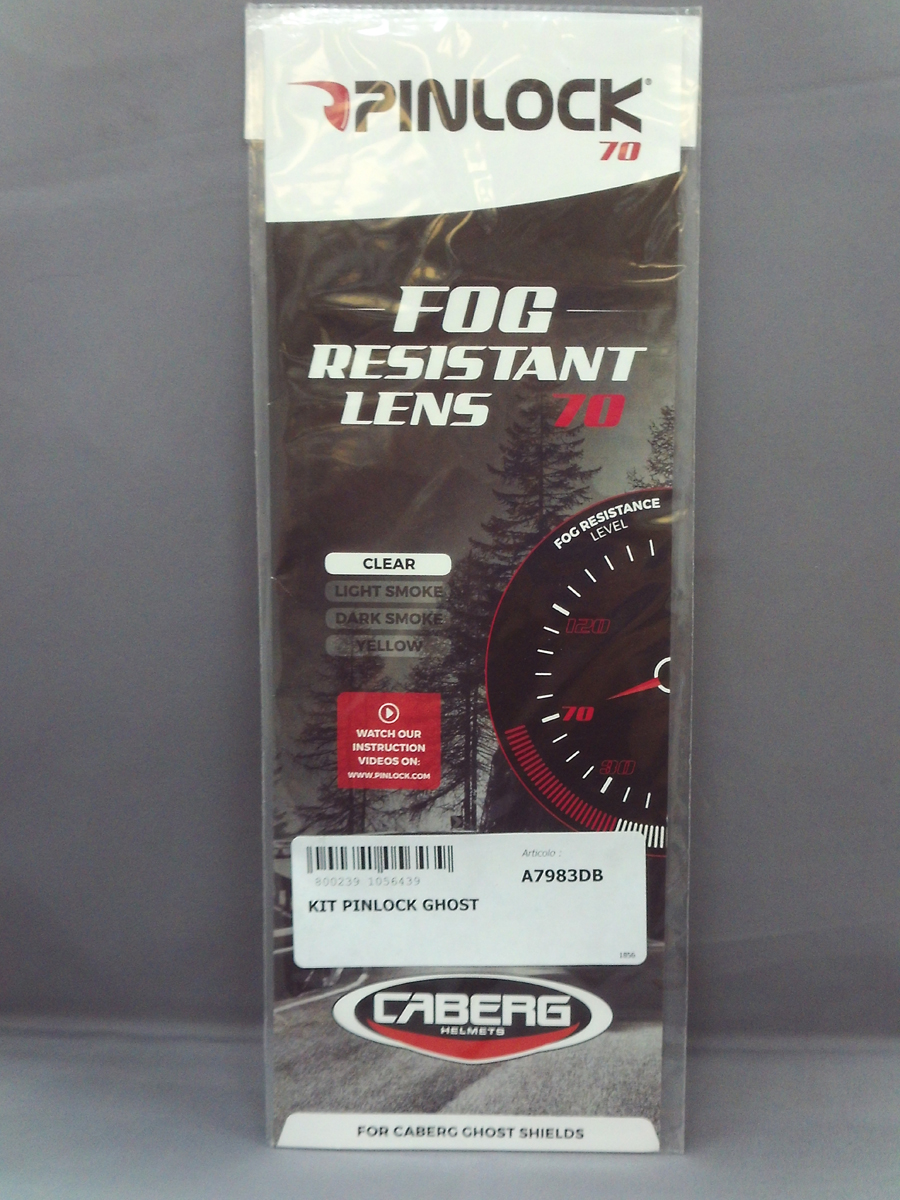 PINLOCK®
70
FOG
RESISTANT
LENS 70
FOG RESISTANCE
LEVEL
CLEAR
LIGHT SMOKE
DARK SMOKE
YELLOW
120
70
30
WATCH OUR
INSTRUCTION
VIDEOS ON:
WWW.PINLOCK.COM
Articolo :
800239 1056439
A7983DB
KIT PINLOCK GHOST
1856
CABERG
HELMETS
FOR CABERG GHOST SHIELDS